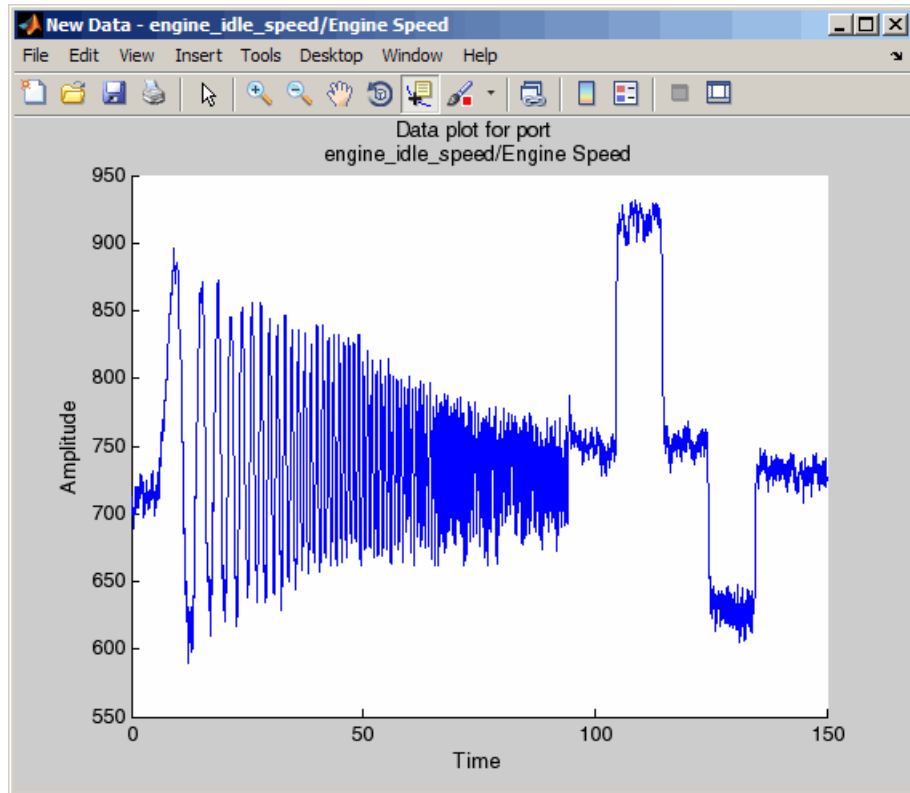 New Data - engine_idle_speed/Engine Speed
File Edit View Insert Tools Desktop Window Help
Data plot for port
engine_idle_speed/Engine Speed
950
900
850
800
750
700
650
600
550
Amplitude
0 50 100 150
Time